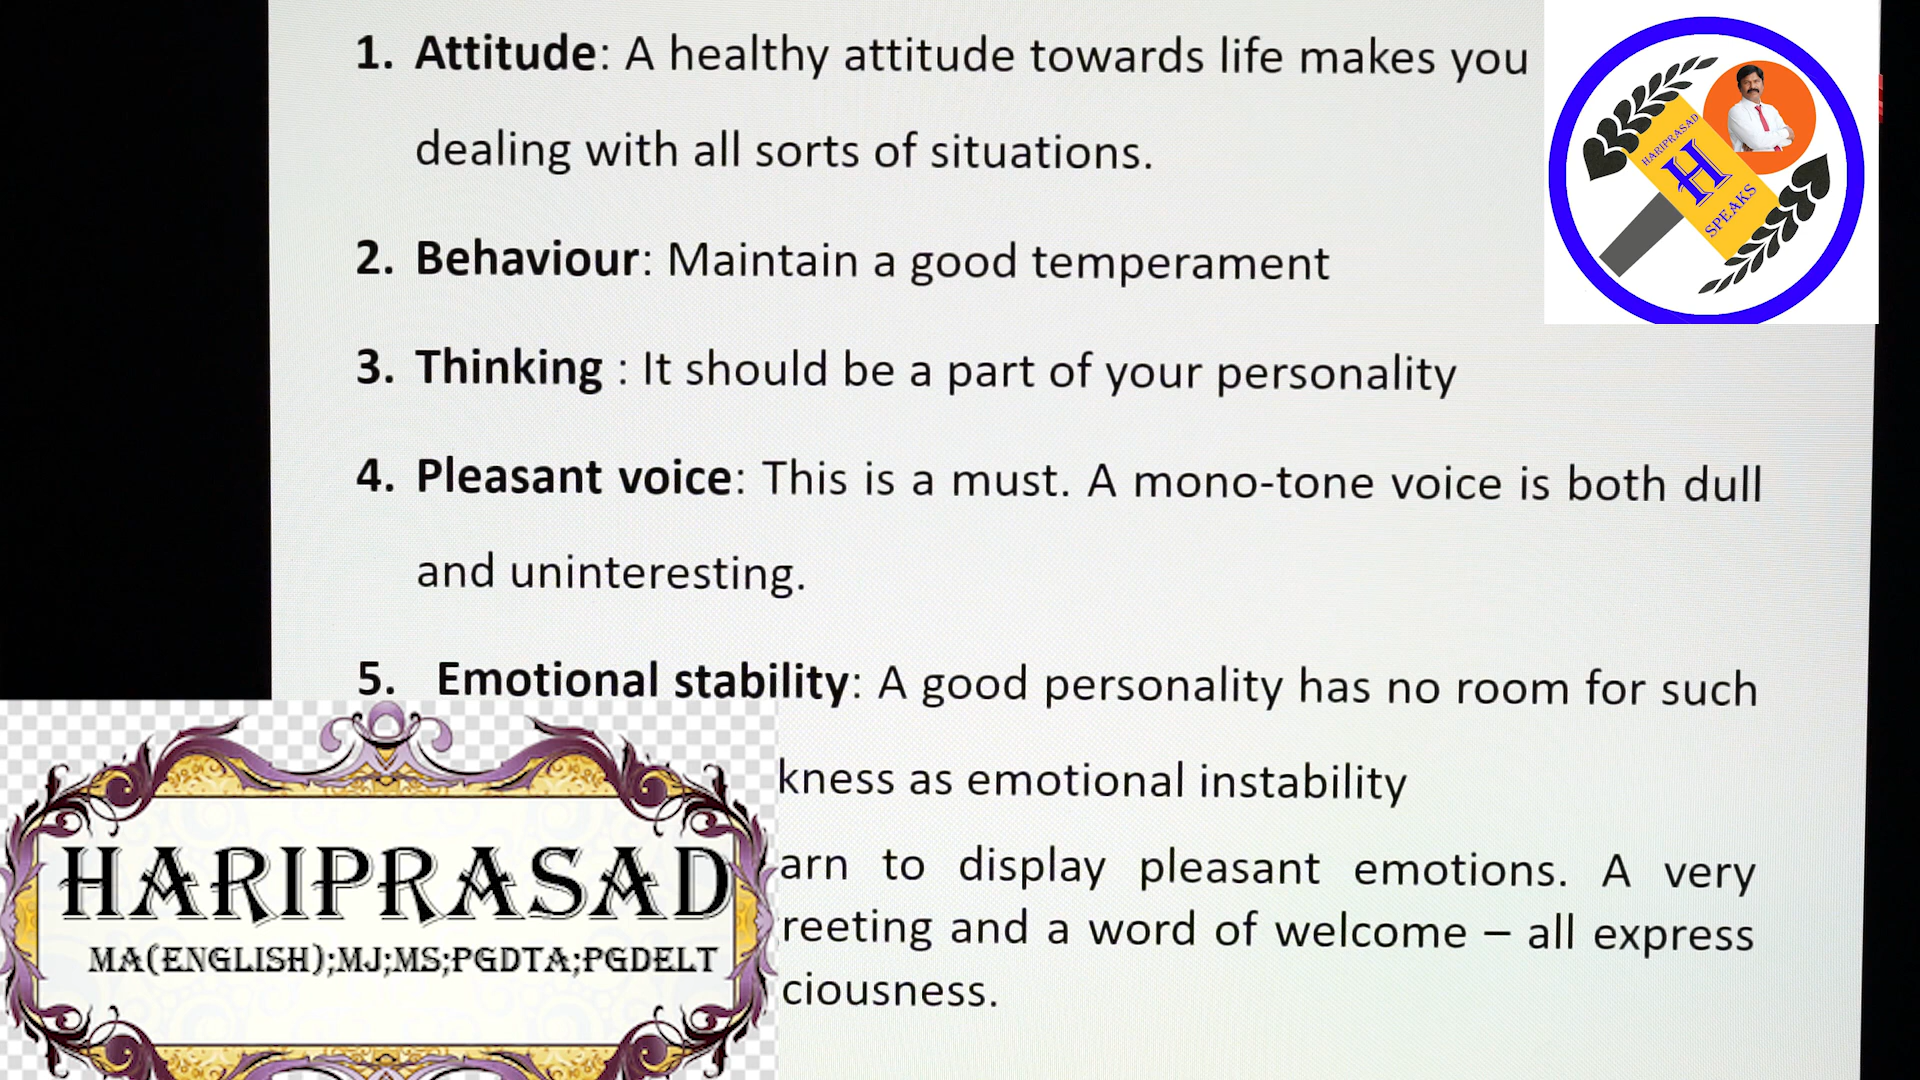 1. Attitude: A healthy attitude towards life makes you
dealing with all sorts of situations.
2. Behaviour: Maintain a good temperament
3. Thinking : It should be a part of your personality
4. Pleasant voice: This is a must. A mono-tone voice is both dull
and uninteresting.
5. Emotional stability: A good personality has no room for such
kness as emotional instability
arn to display pleasant emotions. A very
reeting and a word of welcome – all express
ciousness.
HARIPRASAD
H
SPEAKS
HARIPRASAD
MA(ENGLISH);MJ;MS;PGDTA;PGDELT